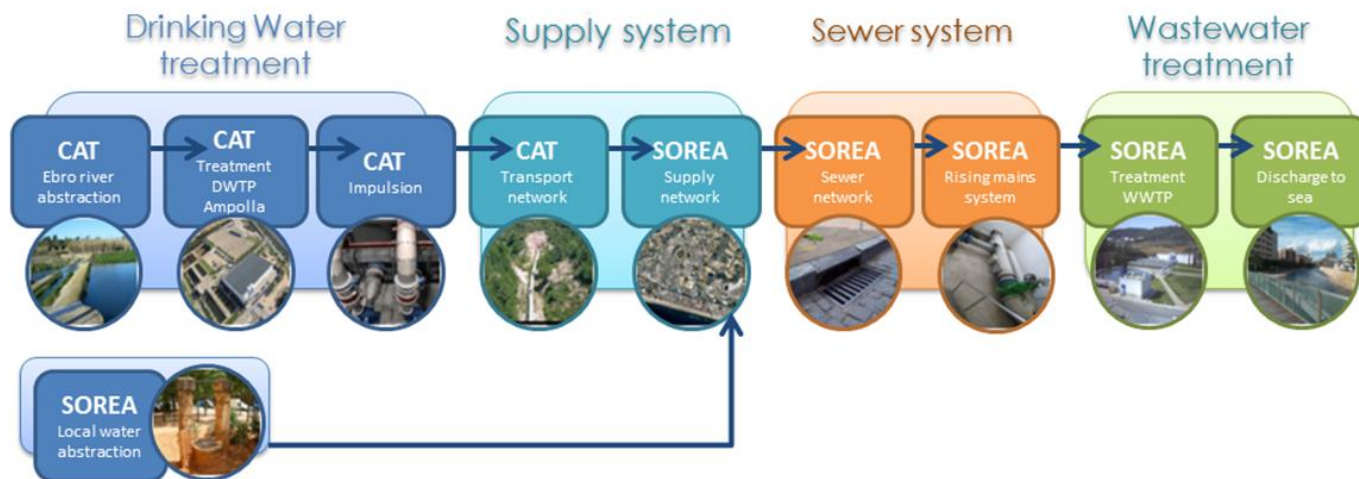 Drinking Water
treatment
Supply system
Sewer system
Wastewater
treatment
CAT
Ebro river
abstraction
CAT
Treatment
DWTP
Ampolla
CAT
Impulsion
CAT
Transport
network
SOREA
Supply
network
SOREA
Sewer
network
SOREA
Rising mains
system
SOREA
Treatment
WWTP
SOREA
Discharge to
sea
SOREA
Local water
abstraction